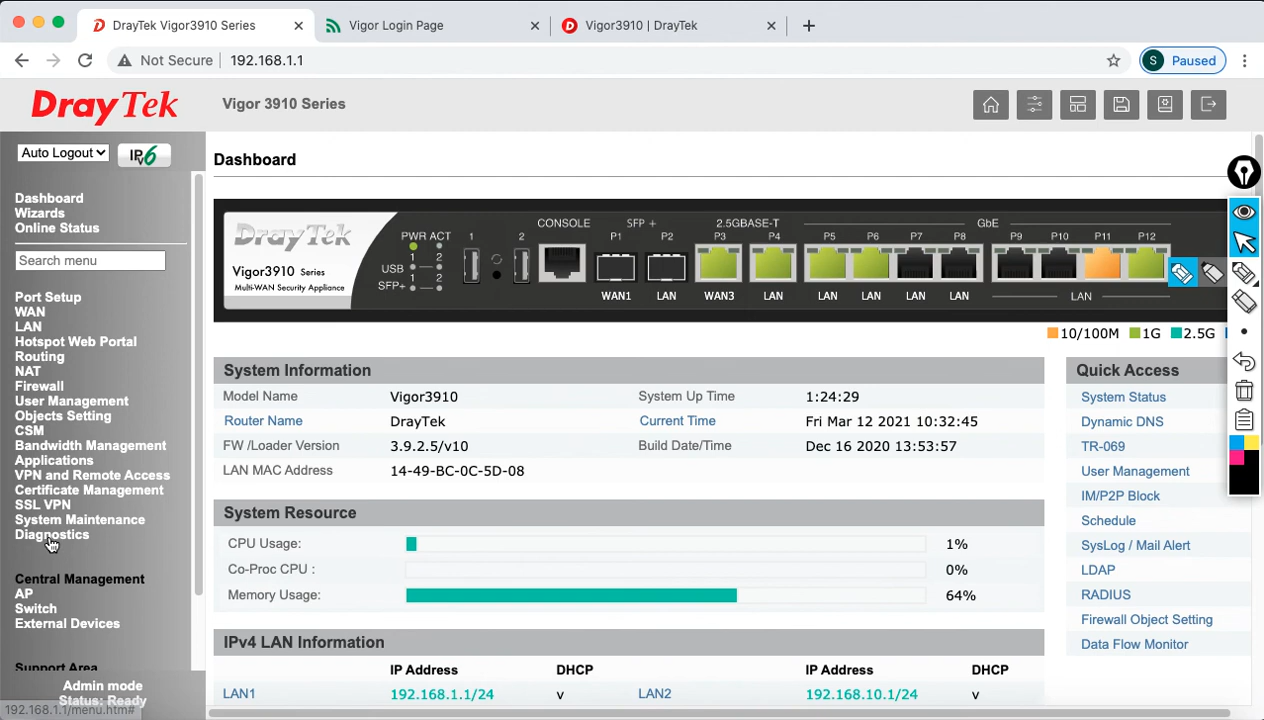 DrayTek Vigor3910 Series
Vigor Login Page
Vigor3910 | DrayTek
Not Secure
192.168.1.1
S
Paused
DrayTek
Vigor 3910 Series
Auto Logout
IPv6
Dashboard
Wizards
Online Status
Search menu
Port Setup
WAN
LAN
Hotspot Web Portal
Routing
NAT
Firewall
User Management
Objects Setting
CSM
Bandwidth Management
Applications
VPN and Remote Access
Certificate Management
SSL VPN
System Maintenance
Diagnostics
Central Management
AP
Switch
External Devices
Support Area
Admin mode
Status: Ready
192.168.1.1/menu.htm#
Dashboard
DrayTek
Vigor3910 Series
Multi-WAN Security Appliance
PWR ACT
1 2
USB
1 2
SFP+
1 2
CONSOLE
SFP +
2.5GBASE-T
GbE
P1 P2 P3 P4 P5 P6 P7 P8 P9 P10 P11 P12
WAN1 LAN WAN3 LAN LAN LAN LAN LAN LAN
10/100M 1G 2.5G
System Information
Model Name Vigor3910 System Up Time 1:24:29
Router Name DrayTek Current Time Fri Mar 12 2021 10:32:45
FW /Loader Version 3.9.2.5/v10 Build Date/Time Dec 16 2020 13:53:57
LAN MAC Address 14-49-BC-0C-5D-08
System Resource
CPU Usage: 1%
Co-Proc CPU : 0%
Memory Usage: 64%
IPv4 LAN Information
IP Address DHCP IP Address DHCP
LAN1 192.168.1.1/24 v LAN2 192.168.10.1/24 v
Quick Access
System Status
Dynamic DNS
TR-069
User Management
IM/P2P Block
Schedule
SysLog / Mail Alert
LDAP
RADIUS
Firewall Object Setting
Data Flow Monitor